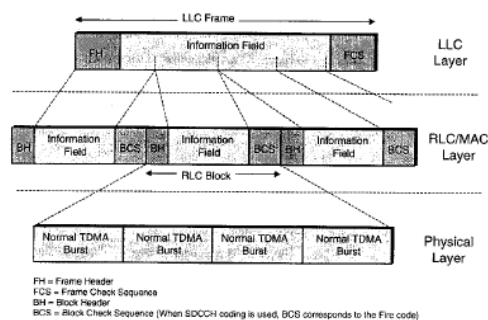 LLC Frame
FH
Information Field
FCS
LLC
Layer
BH
Information
Field
BCS
BH
Information
Field
BCS
BH
Information
Field
BCS
RLC/MAC
Layer
RLC Block
Normal TDMA
Burst
Normal TDMA
Burst
Normal TDMA
Burst
Normal TDMA
Burst
Physical
Layer
FH = Frame Header
FCS = Frame Check Sequence
BH = Block Header
BCS = Block Check Sequence (When SDCCH coding is used, BCS corresponds to the Fire code)